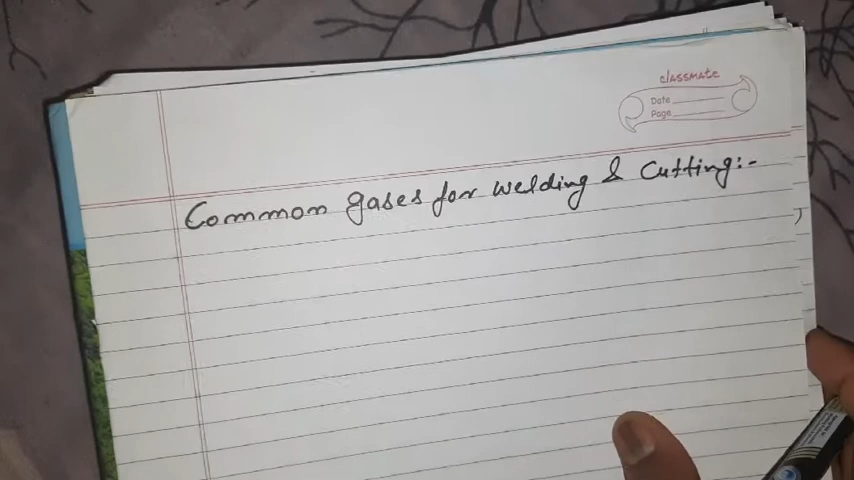 classmate
Date
Page
Common gases for welding & Cutting:-